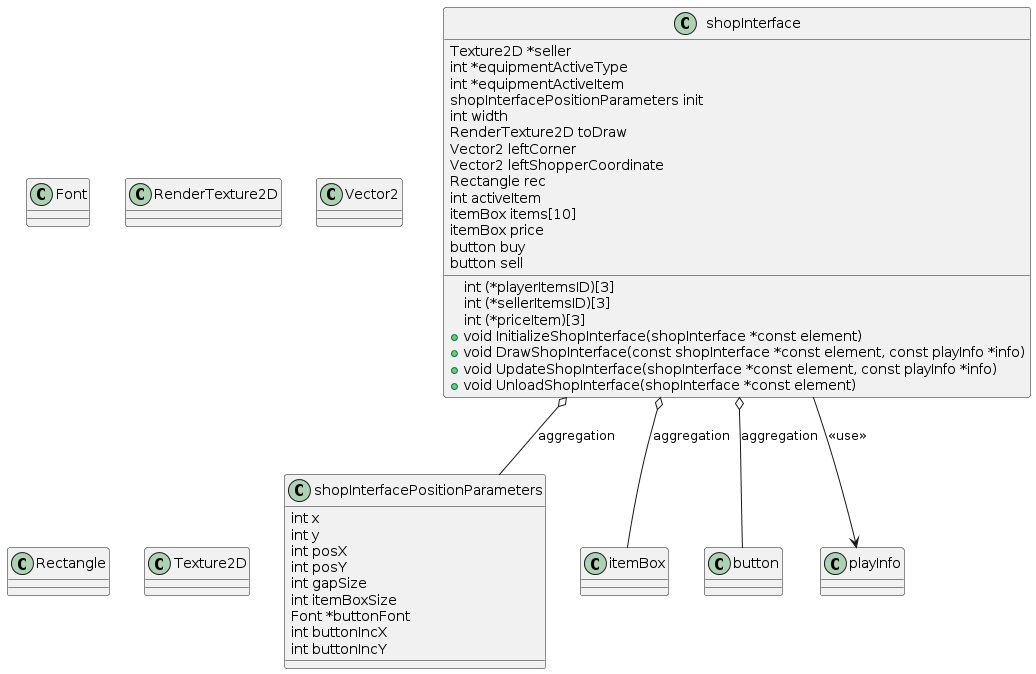 C shopInterface
Texture2D *seller
int *equipmentActiveType
int *equipmentActiveItem
shopInterfacePositionParameters init
int width
RenderTexture2D toDraw
Vector2 leftCorner
Vector2 leftShopperCoordinate
Rectangle rec
int activeItem
itemBox items[10]
itemBox price
button buy
button sell
int (*playerItemsID)[3]
int (*sellerItemsID)[3]
int (*priceItem)[3]
void InitializeShopInterface(shopInterface *const element)
void DrawShopInterface(const shopInterface *const element, const playInfo *info)
void UpdateShopInterface(shopInterface *const element, const playInfo *info)
void UnloadShopInterface(shopInterface *const element)
C Font
C RenderTexture2D
C Vector2
aggregation
aggregation
aggregation
«use»
C shopInterfacePositionParameters
int x
int y
int posX
int posY
int gapSize
int itemBoxSize
Font *buttonFont
int buttonIncX
int buttonIncY
C Rectangle
C Texture2D
C itemBox
C button
C playInfo